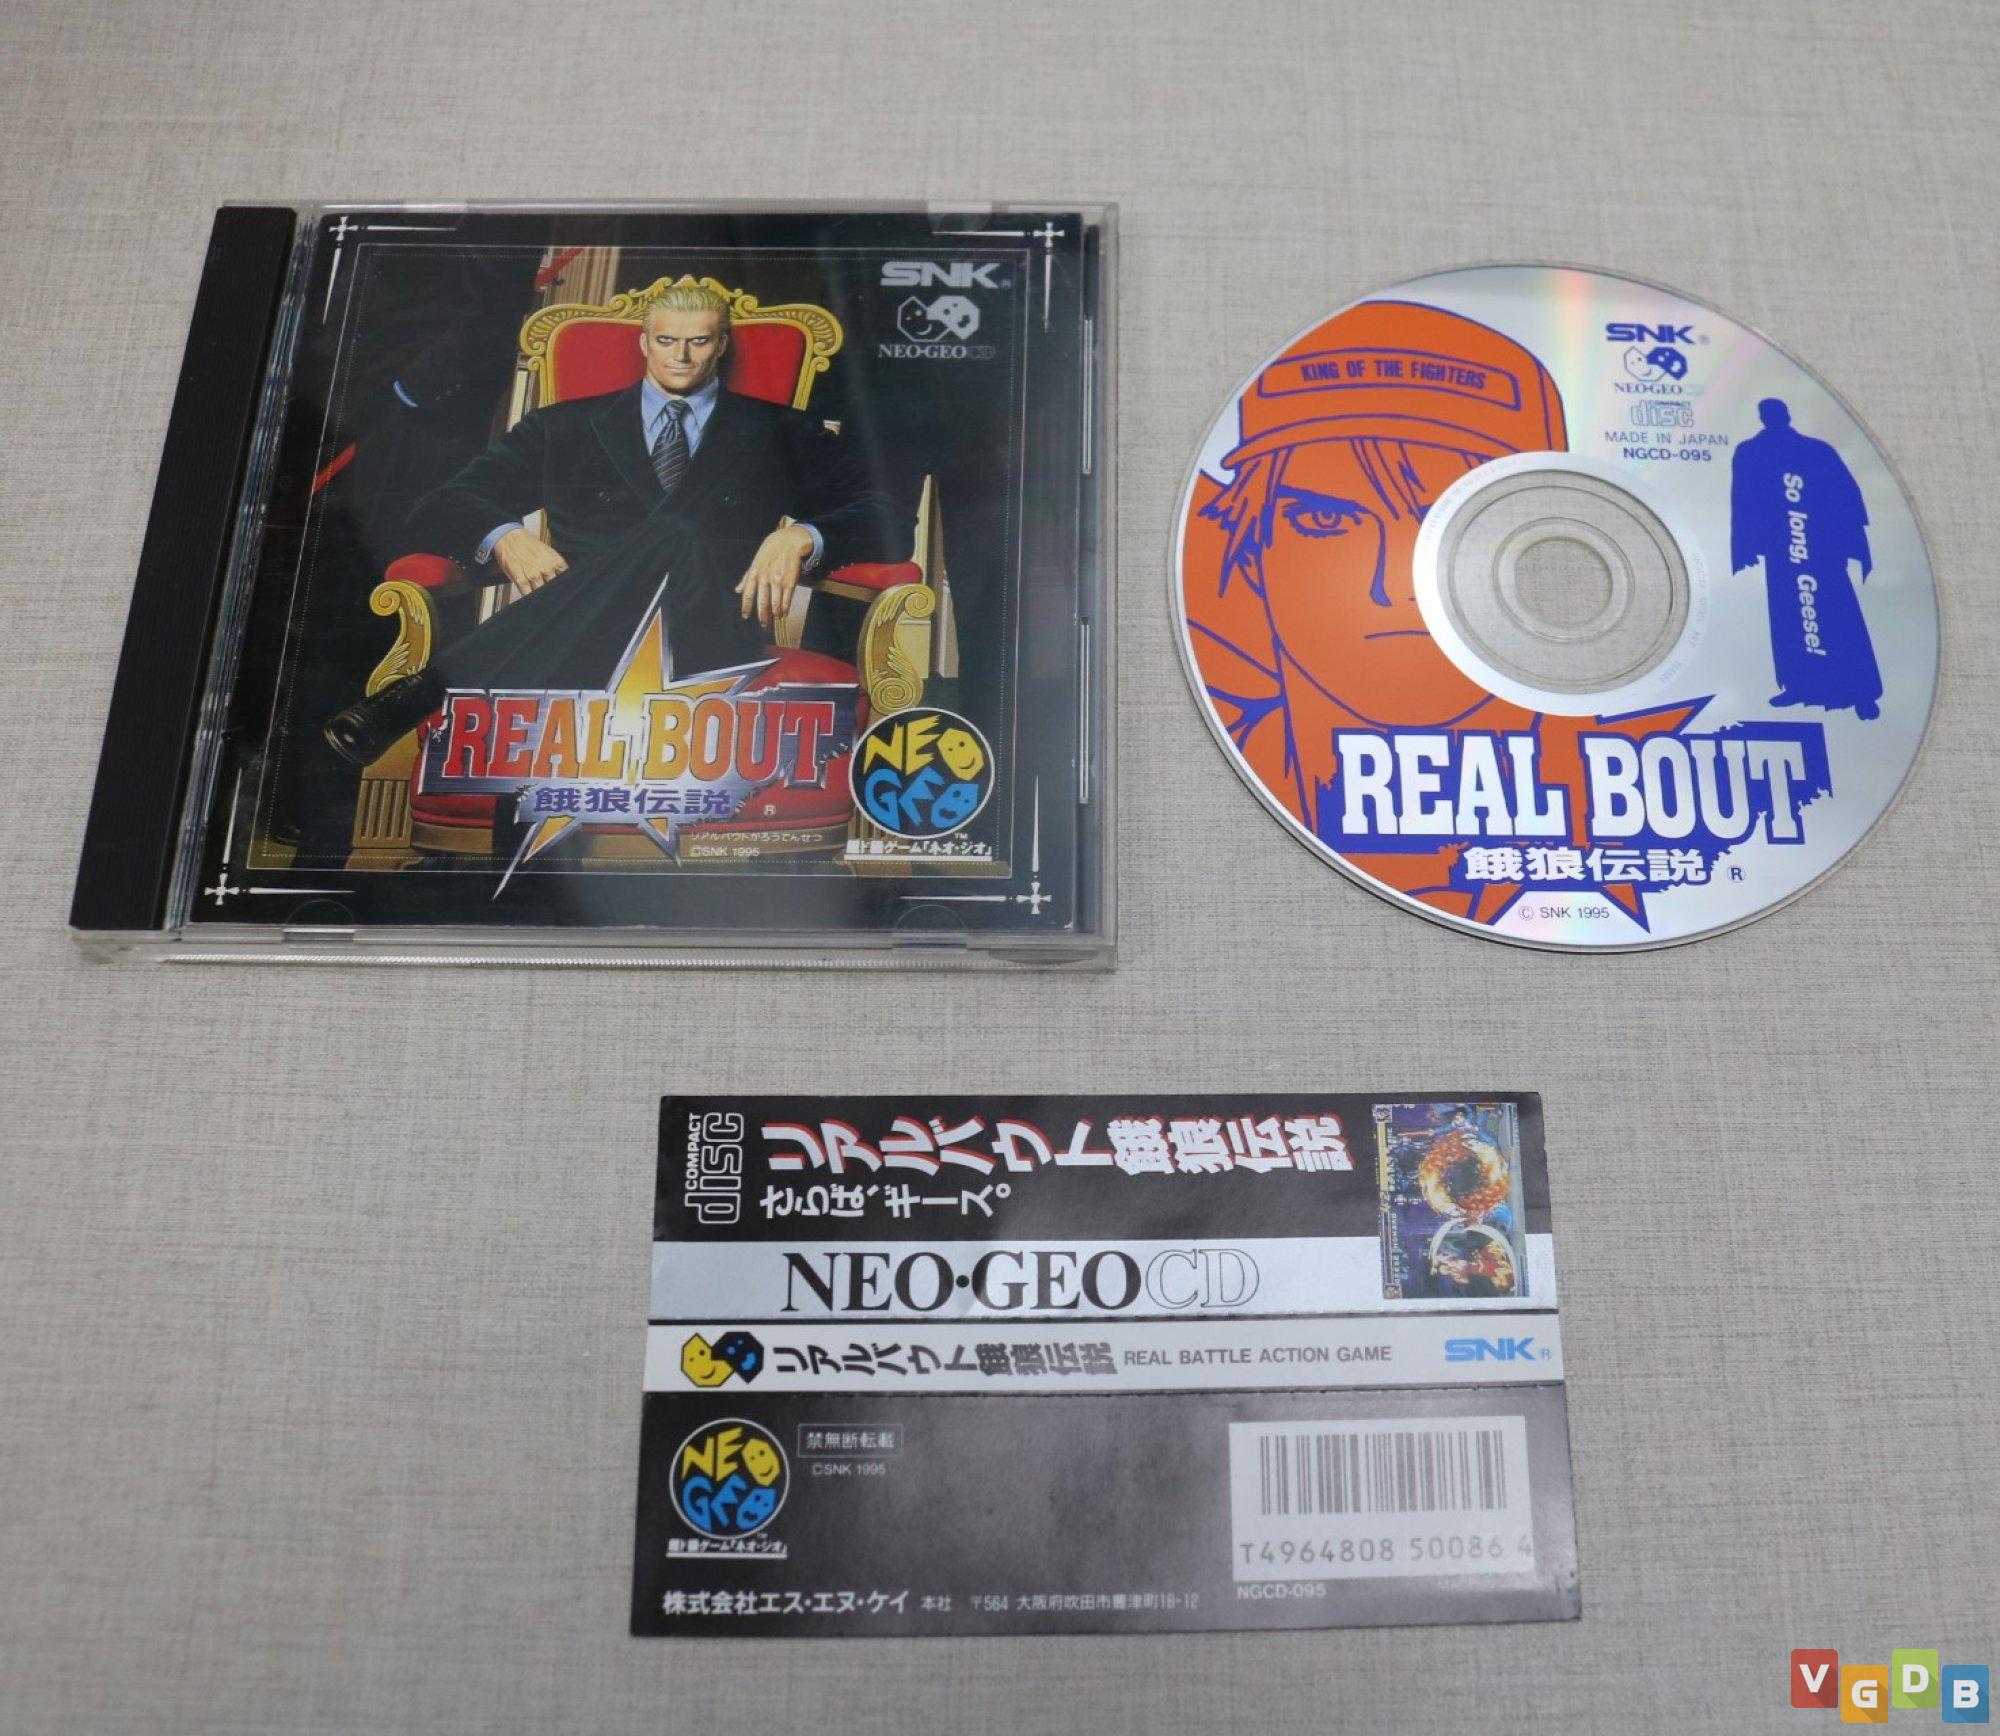 SNK®
NEO•GEO CD
REAL BOUT
餓狼伝説 ®
リアルバウトがろうでんせつ
©SNK 1995
NEO
GEO
TM
KING OF THE FIGHTERS
SNK®
NEO•GEO CD
COMPACT
disc
MADE IN JAPAN
NGCD-095
So long, Geese!
REAL BOUT
餓狼伝説 ®
© SNK 1995
COMPACT
disc
リアルバウト餓狼伝説
さらば、ギース。
NEO•GEO CD
リアルバウト餓狼伝説 REAL BATTLE ACTION GAME SNK®
NEO
GEO
TM
禁無断転載
©SNK 1995
T4964808 50086 4
NGCD-095
株式会社エス・エヌ・ケイ 本社 〒564 大阪府吹田市豊津町18-12
VGDB